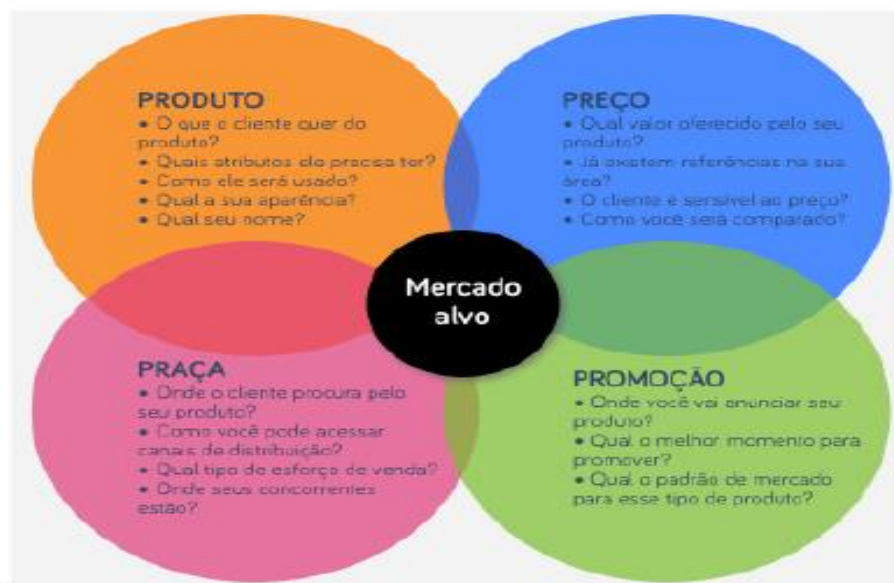 PRODUTO
• O que o cliente quer do
produto?
• Quais atributos ele precisa ter?
• Como ele será usado?
• Qual a sua aparência?
• Qual seu nome?
PREÇO
• Qual valor oferecido pelo seu
produto?
• Já existem referências na sua
área?
• O cliente é sensível ao preço?
• Como você será comparado?
Mercado
alvo
PRAÇA
• Onde o cliente procura pelo
seu produto?
• Como você pode acessar
canais de distribuição?
• Qual tipo de esforço de venda?
• Onde seus concorrentes
estão?
PROMOÇÃO
• Onde você vai anunciar seu
produto?
• Qual o melhor momento para
promover?
• Qual o padrão de mercado
para esse tipo de produto?